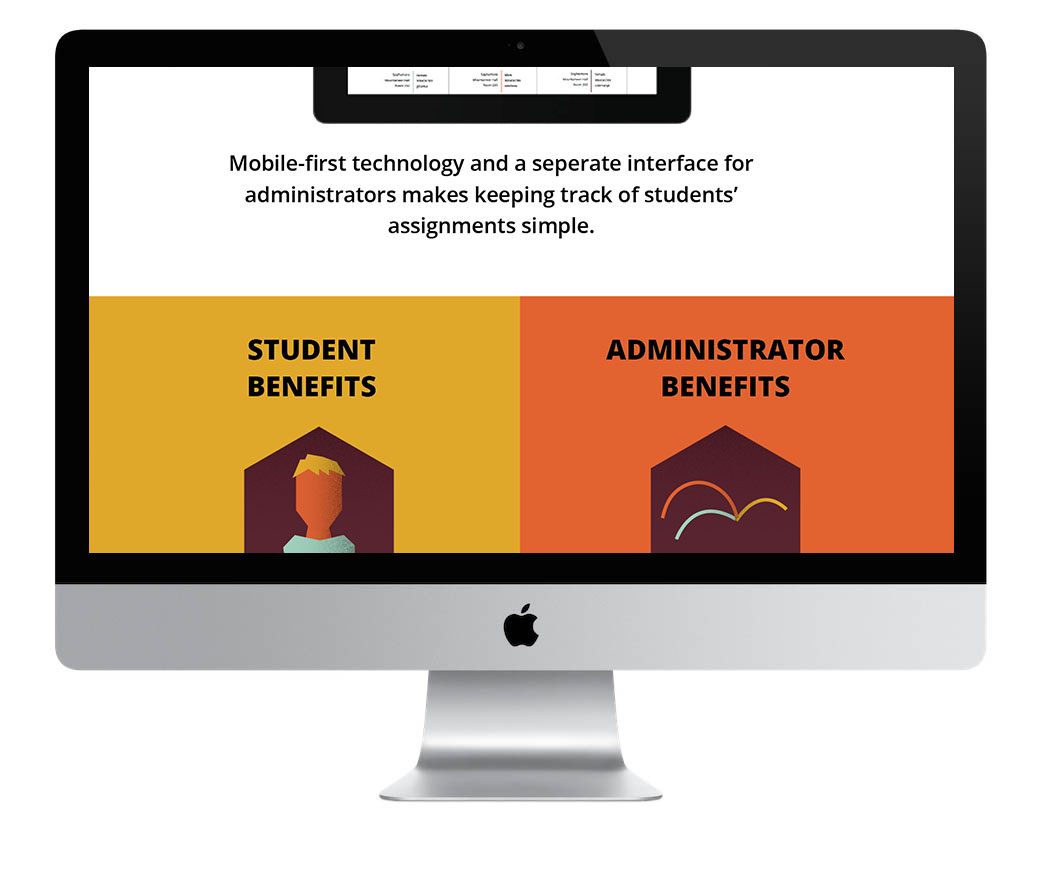 Mobile-first technology and a seperate interface for
administrators makes keeping track of students’
assignments simple.
STUDENT
BENEFITS
ADMINISTRATOR
BENEFITS